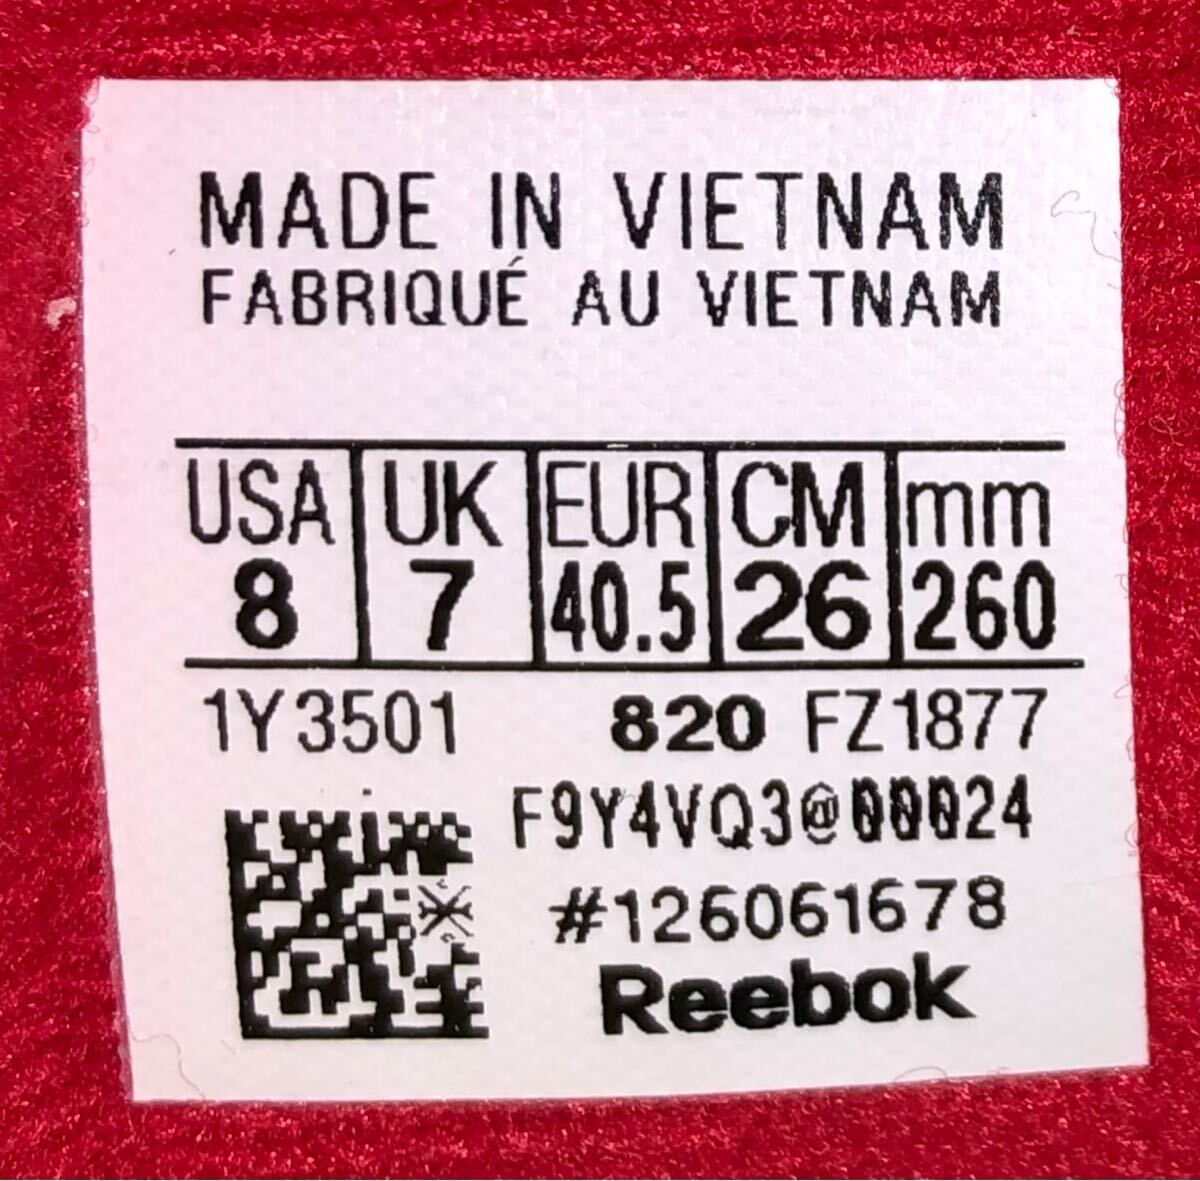 MADE IN VIETNAM
FABRIQUÉ AU VIETNAM
USA UK EUR CM mm
8 7 40.5 26 260
1Y3501 820 FZ1877
F9Y4VQ3@00024
#126061678
Reebok